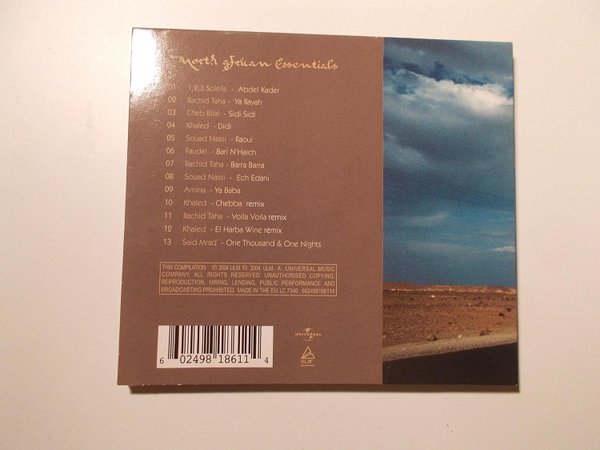 North African Essentials
01 1,2,3 Soleils - Abdel Kader
02 Rachid Taha - Ya Rayah
03 Cheb Bilal - Sidi Sidi
04 Khaled - Didi
05 Souad Nassi - Raoui
06 Faudel - Bari N'Haich
07 Rachid Taha - Barra Barra
08 Souad Nassi - Ech Edani
09 Amina - Ya Baba
10 Khaled - Chebba remix
11 Rachid Taha - Voila Voila remix
12 Khaled - El Harba Wine remix
13 Said Mrad - One Thousand & One Nights
THIS COMPILATION ℗ 2004 ULM © 2004 ULM, A UNIVERSAL MUSIC
COMPANY. ALL RIGHTS RESERVED. UNAUTHORISED COPYING,
REPRODUCTION, HIRING, LENDING, PUBLIC PERFORMANCE AND
BROADCASTING PROHIBITED. MADE IN THE EU LC 7340. 602498186114
6 02498 18611 4
UNIVERSAL
ULM